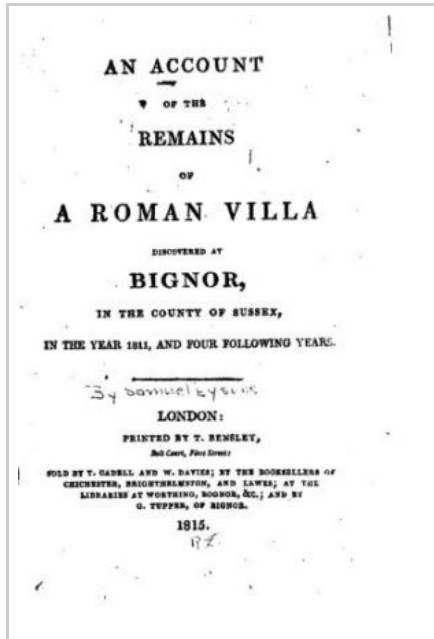 AN ACCOUNT
OF THE
REMAINS
OF
A ROMAN VILLA
DISCOVERED AT
BIGNOR,
IN THE COUNTY OF SUSSEX,
IN THE YEAR 1811, AND FOUR FOLLOWING YEARS.
By Samuel Lysons
LONDON:
PRINTED BY T. BENSLEY,
Bolt Court, Fleet Street:
SOLD BY T. CADELL AND W. DAVIES; BY THE BOOKSELLERS OF
CHICHESTER, BRIGHTHELMSTON, AND LEWES; AT THE
LIBRARIES AT WORTHING, BOGNOR, &C.; AND BY
G. TUPPER, OF BIGNOR.
1815.